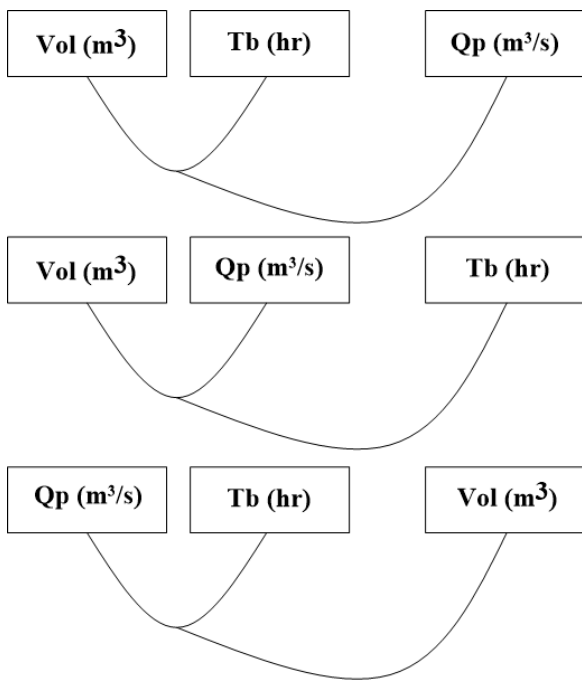 Vol (m³) Tb (hr) Qp (m³/s)
Vol (m³) Qp (m³/s) Tb (hr)
Qp (m³/s) Tb (hr) Vol (m³)